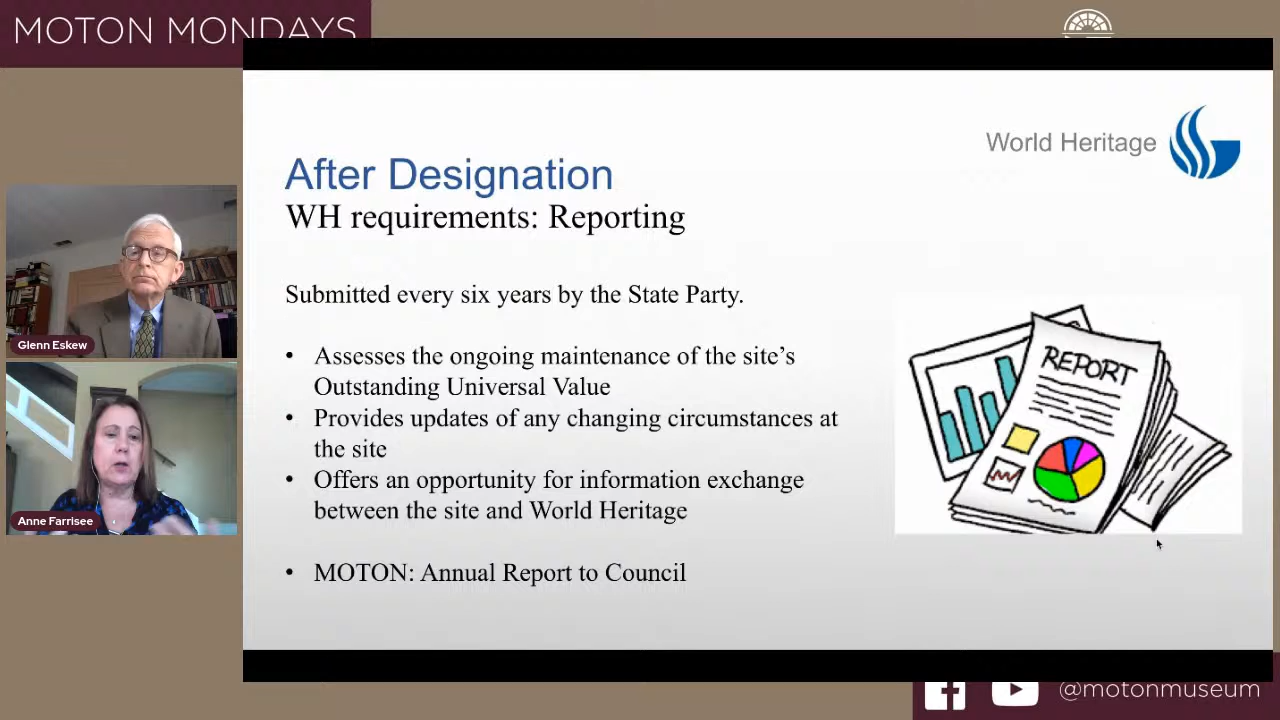 MOTON MONDAYS
World Heritage
After Designation
WH requirements: Reporting
Submitted every six years by the State Party.
• Assesses the ongoing maintenance of the site's
Outstanding Universal Value
• Provides updates of any changing circumstances at
the site
• Offers an opportunity for information exchange
between the site and World Heritage
• MOTON: Annual Report to Council
REPORT
Glenn Eskew
Anne Farrisee
@motonmuseum